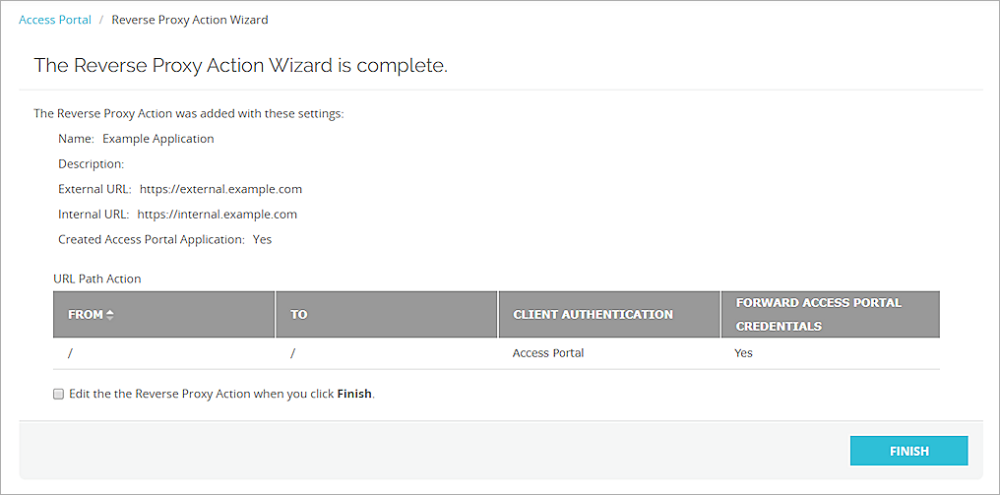 Access Portal / Reverse Proxy Action Wizard
The Reverse Proxy Action Wizard is complete.
The Reverse Proxy Action was added with these settings:
Name: Example Application
Description:
External URL: https://external.example.com
Internal URL: https://internal.example.com
Created Access Portal Application: Yes
URL Path Action
FROM TO CLIENT AUTHENTICATION FORWARD ACCESS PORTAL
CREDENTIALS
/ / Access Portal Yes
Edit the the Reverse Proxy Action when you click Finish.
FINISH